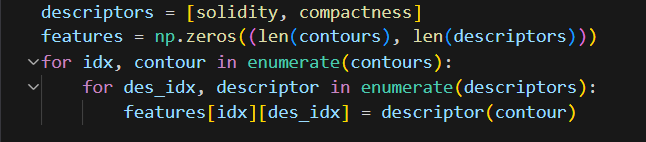 descriptors = [solidity, compactness]
features = np.zeros((len(contours), len(descriptors)))
for idx, contour in enumerate(contours):
    for des_idx, descriptor in enumerate(descriptors):
        features[idx][des_idx] = descriptor(contour)